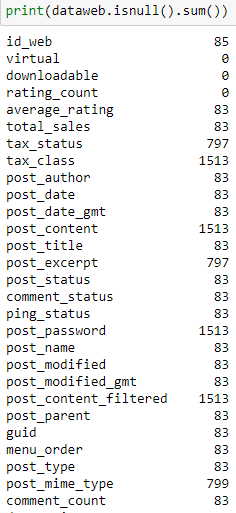 print(dataweb.isnull().sum())
id_web 85
virtual 0
downloadable 0
rating_count 0
average_rating 83
total_sales 83
tax_status 797
tax_class 1513
post_author 83
post_date 83
post_date_gmt 83
post_content 1513
post_title 83
post_excerpt 797
post_status 83
comment_status 83
ping_status 83
post_password 1513
post_name 83
post_modified 83
post_modified_gmt 83
post_content_filtered 1513
post_parent 83
guid 83
menu_order 83
post_type 83
post_mime_type 799
comment_count 83